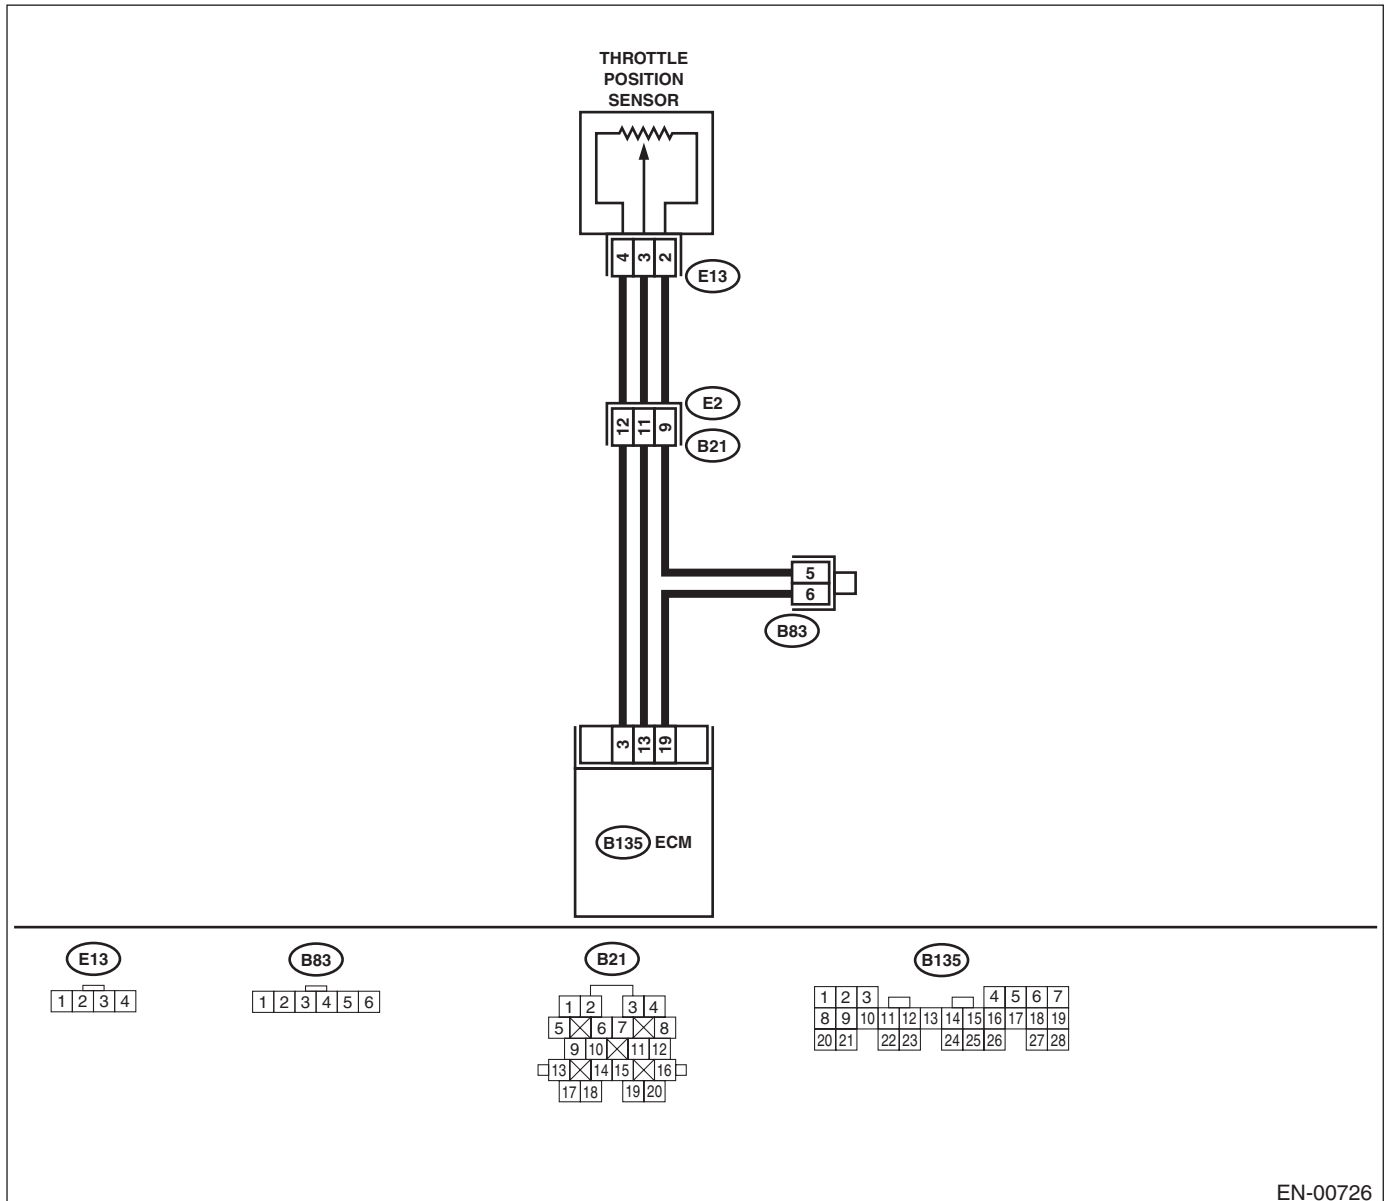 THROTTLE
POSITION
SENSOR
4 3 2
E13
E2
12 11 9
B21
5
6
B83
3 13 19
B135 ECM
E13
B83
B21
B135
1 2 3 4
1 2 3 4 5 6
1 2 3 4
5 6 7 8
9 10 11 12
13 14 15 16
17 18 19 20
1 2 3 4 5 6 7
8 9 10 11 12 13 14 15 16 17 18 19
20 21 22 23 24 25 26 27 28
EN-00726